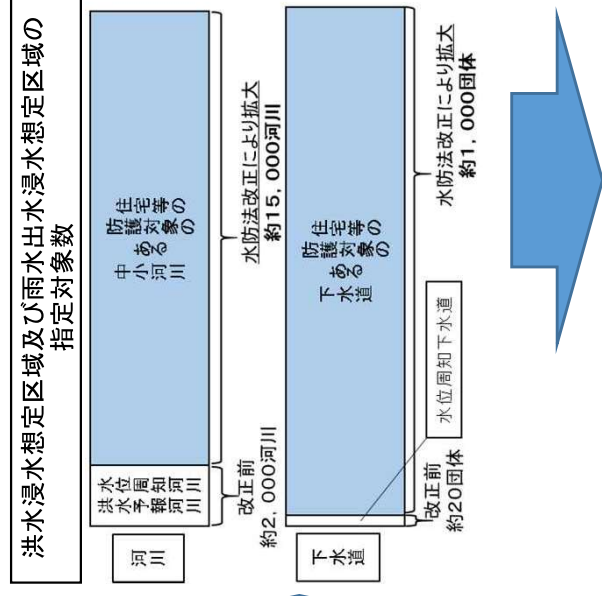 洪水浸水想定区域及び雨水出水浸水想定区域の
指定対象数
河川
洪水予報河川
水位周知河川
住宅等の
防護対象の
ある
中小河川
改正前
約2,000河川
水防法改正により拡大
約15,000河川
下水道
住宅等の
防護対象の
ある
下水道
改正前
約20団体
水位周知下水道
水防法改正により拡大
約1,000団体